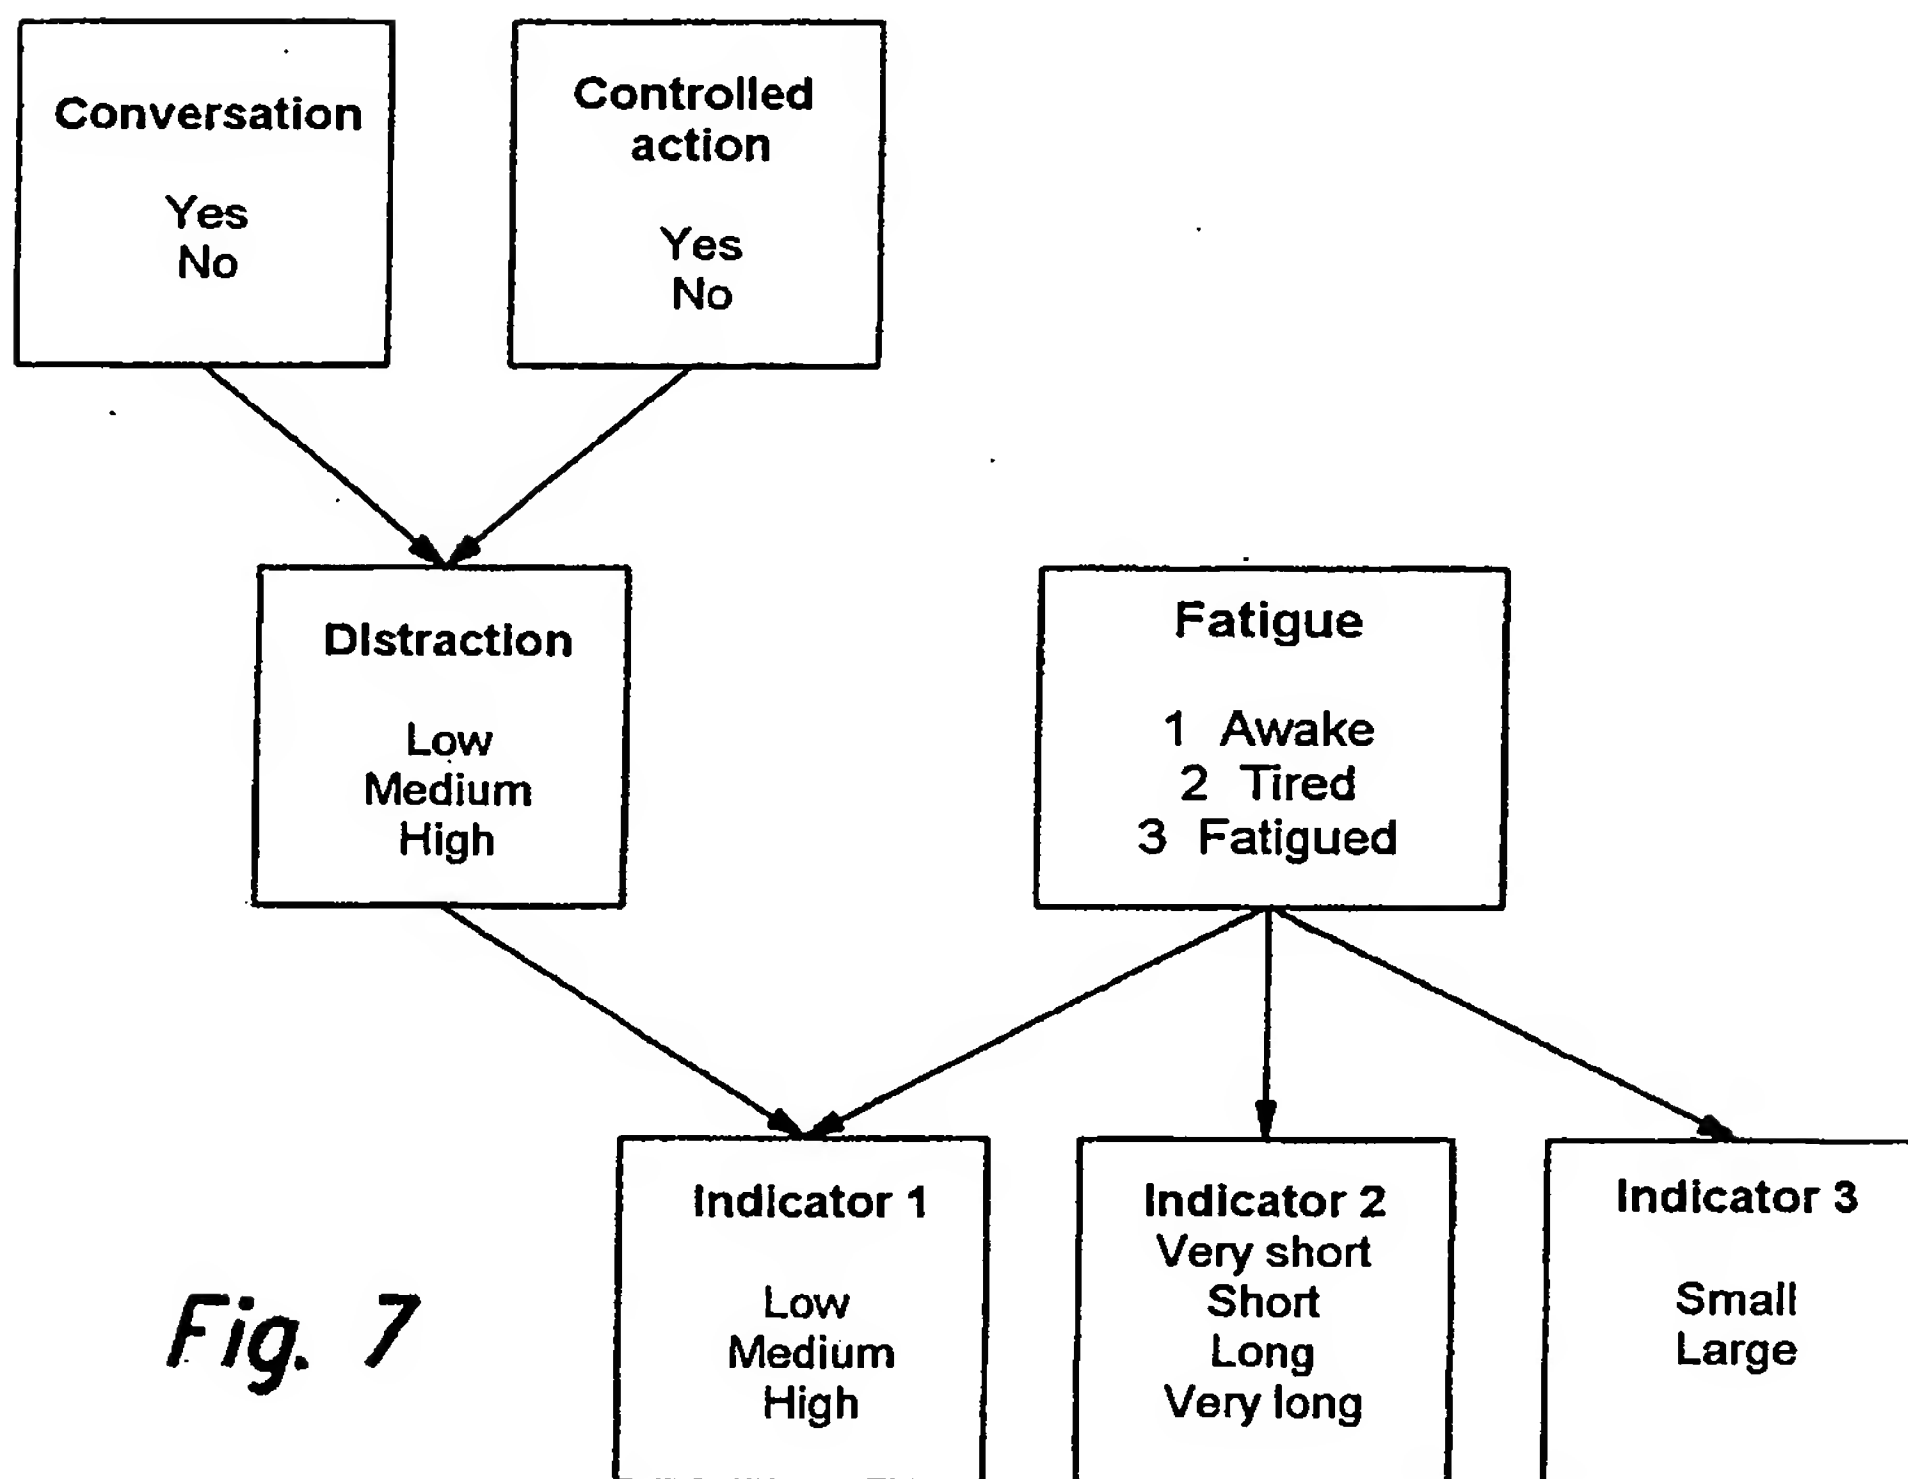 Conversation
Yes
No
Controlled
action
Yes
No
Distraction
Low
Medium
High
Fatigue
1 Awake
2 Tired
3 Fatigued
Indicator 1
Low
Medium
High
Indicator 2
Very short
Short
Long
Very long
Indicator 3
Small
Large
Fig. 7